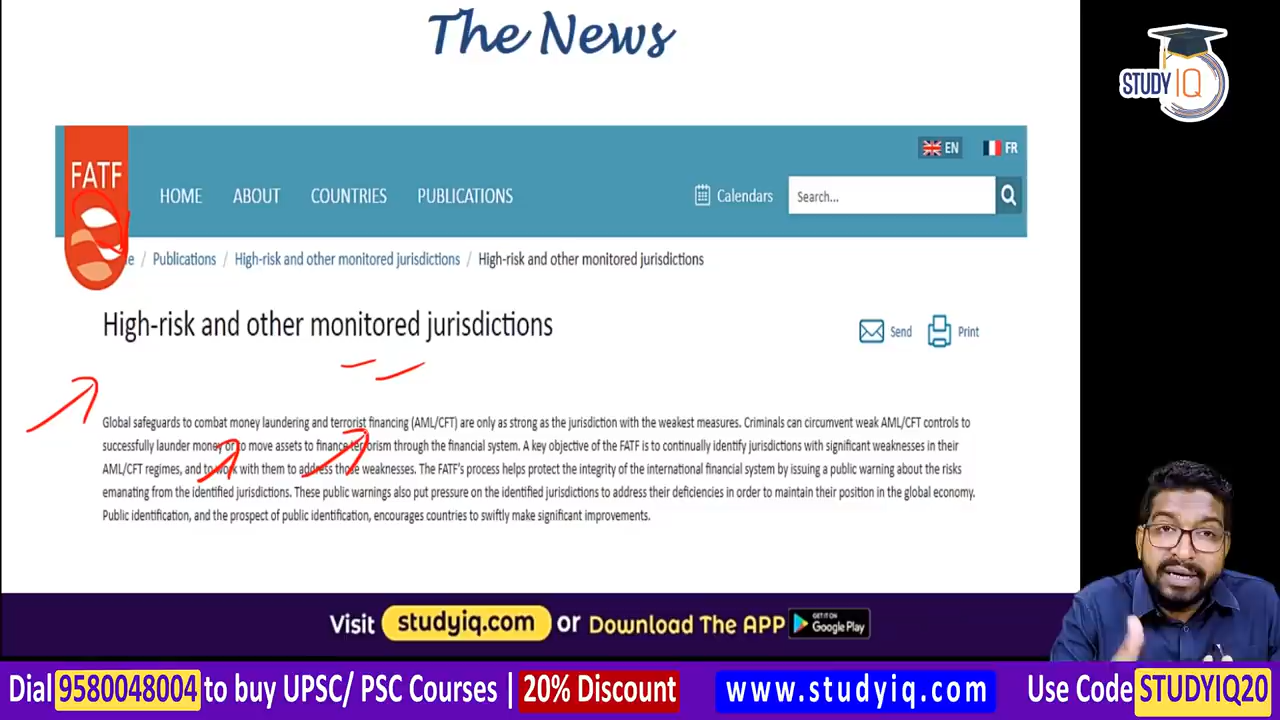 The News
STUDY IQ
FATF
EN
FR
HOME
ABOUT
COUNTRIES
PUBLICATIONS
Calendars
Search...
e / Publications / High-risk and other monitored jurisdictions / High-risk and other monitored jurisdictions
High-risk and other monitored jurisdictions
Send
Print
Global safeguards to combat money laundering and terrorist financing (AML/CFT) are only as strong as the jurisdiction with the weakest measures. Criminals can circumvent weak AML/CFT controls to
successfully launder money or to move assets to finance terrorism through the financial system. A key objective of the FATF is to continually identify jurisdictions with significant weaknesses in their
AML/CFT regimes, and to work with them to address those weaknesses. The FATF's process helps protect the integrity of the international financial system by issuing a public warning about the risks
emanating from the identified jurisdictions. These public warnings also put pressure on the identified jurisdictions to address their deficiencies in order to maintain their position in the global economy.
Public identification, and the prospect of public identification, encourages countries to swiftly make significant improvements.
Visit studyiq.com or Download The APP GET IT ON Google Play
Dial 9580048004 to buy UPSC/ PSC Courses | 20% Discount www.studyiq.com Use Code STUDYIQ20